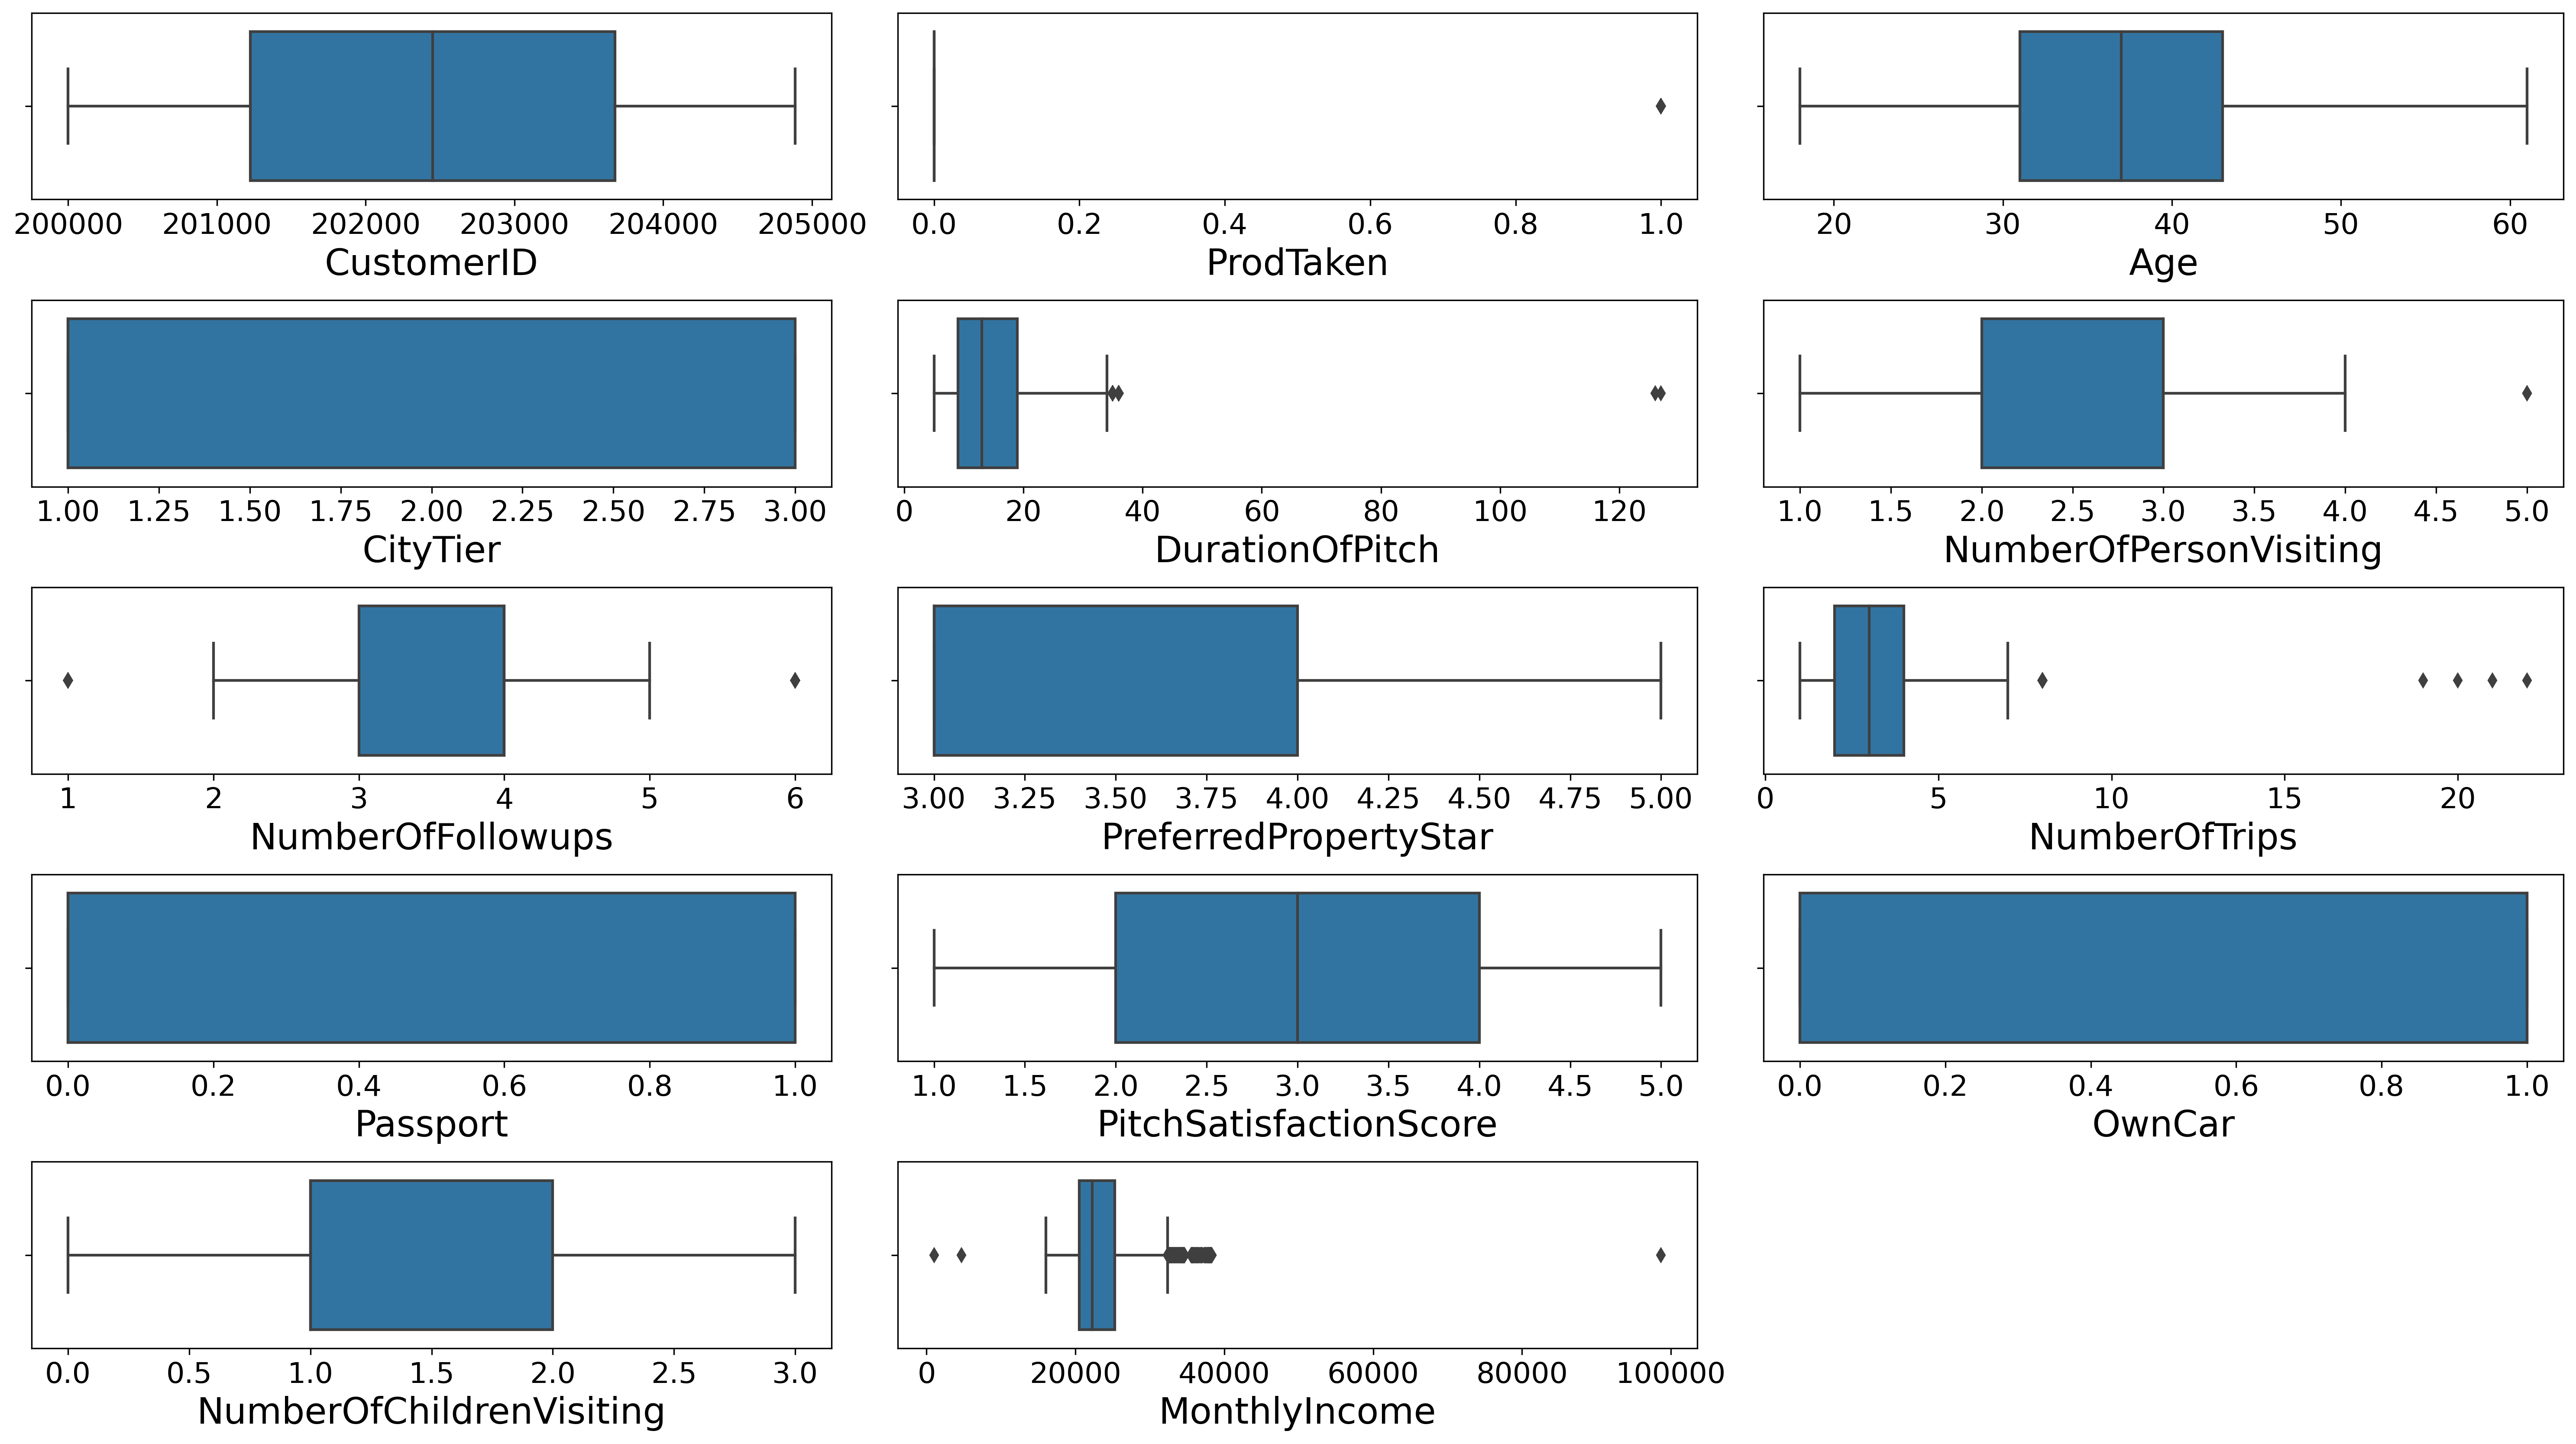 200000 201000 202000 203000 204000 205000
CustomerID
0.0 0.2 0.4 0.6 0.8 1.0
ProdTaken
20 30 40 50 60
Age
1.00 1.25 1.50 1.75 2.00 2.25 2.50 2.75 3.00
CityTier
0 20 40 60 80 100 120
DurationOfPitch
1.0 1.5 2.0 2.5 3.0 3.5 4.0 4.5 5.0
NumberOfPersonVisiting
1 2 3 4 5 6
NumberOfFollowups
3.00 3.25 3.50 3.75 4.00 4.25 4.50 4.75 5.00
PreferredPropertyStar
0 5 10 15 20
NumberOfTrips
0.0 0.2 0.4 0.6 0.8 1.0
Passport
1.0 1.5 2.0 2.5 3.0 3.5 4.0 4.5 5.0
PitchSatisfactionScore
0.0 0.2 0.4 0.6 0.8 1.0
OwnCar
0.0 0.5 1.0 1.5 2.0 2.5 3.0
NumberOfChildrenVisiting
0 20000 40000 60000 80000 100000
MonthlyIncome